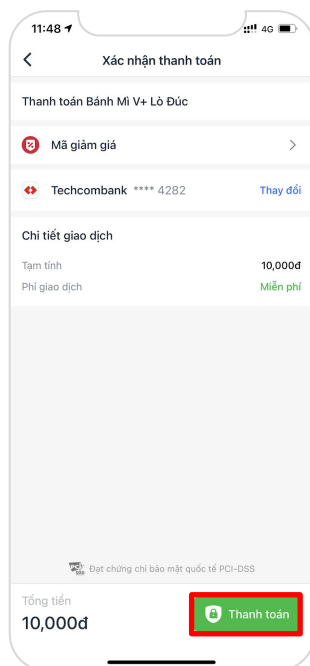 11:48 4G
Xác nhận thanh toán
Thanh toán Bánh Mì V+ Lò Đúc
Mã giảm giá
Techcombank **** 4282 Thay đổi
Chi tiết giao dịch
Tạm tính 10,000đ
Phí giao dịch Miễn phí
PCI DSS Đạt chứng chỉ bảo mật quốc tế PCI-DSS
Tổng tiền
10,000đ Thanh toán